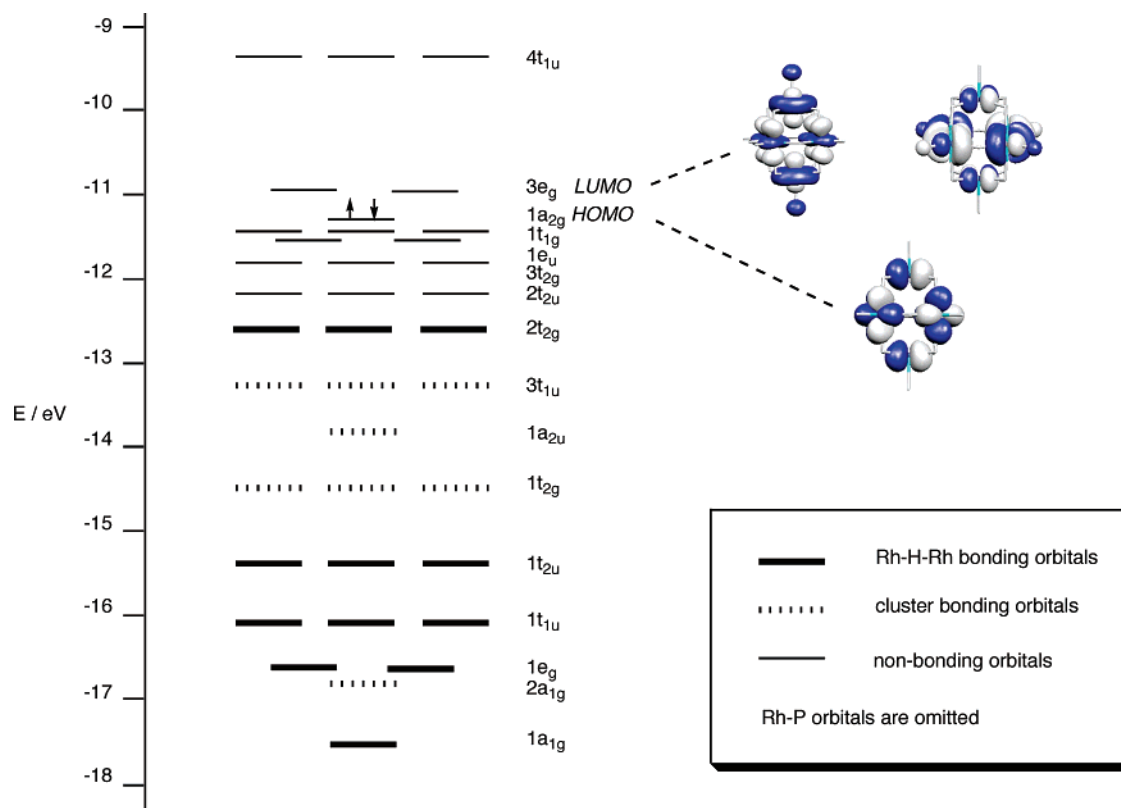 -9
4t1u
-10
-11
3eg LUMO
1a2g HOMO
1t1g
1eu
-12
3t2g
2t2u
2t2g
-13
3t1u
E / eV
1a2u
-14
1t2g
-15
1t2u
Rh-H-Rh bonding orbitals
-16
1t1u
cluster bonding orbitals
1eg
non-bonding orbitals
-17
2a1g
Rh-P orbitals are omitted
1a1g
-18